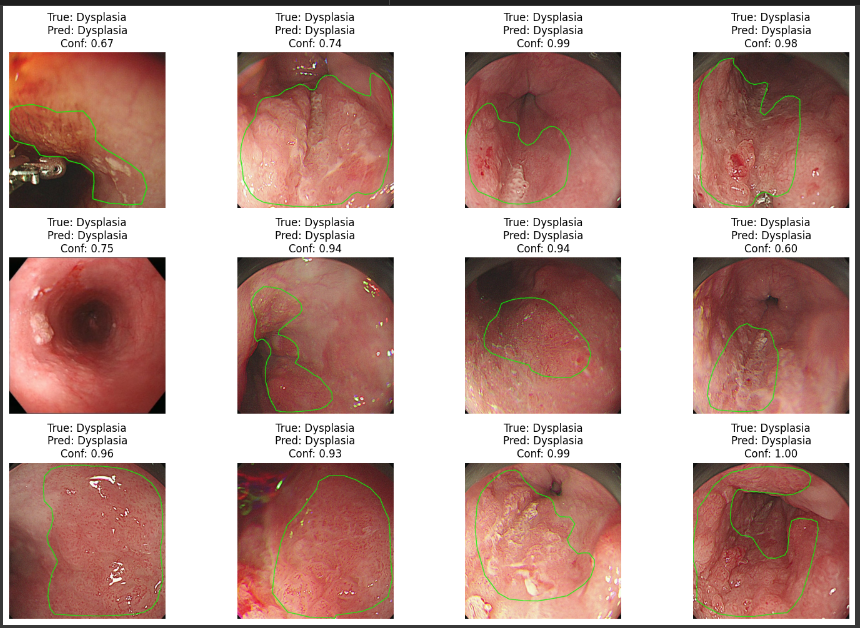 True: Dysplasia
Pred: Dysplasia
Conf: 0.67
True: Dysplasia
Pred: Dysplasia
Conf: 0.74
True: Dysplasia
Pred: Dysplasia
Conf: 0.99
True: Dysplasia
Pred: Dysplasia
Conf: 0.98
True: Dysplasia
Pred: Dysplasia
Conf: 0.75
True: Dysplasia
Pred: Dysplasia
Conf: 0.94
True: Dysplasia
Pred: Dysplasia
Conf: 0.94
True: Dysplasia
Pred: Dysplasia
Conf: 0.60
True: Dysplasia
Pred: Dysplasia
Conf: 0.96
True: Dysplasia
Pred: Dysplasia
Conf: 0.93
True: Dysplasia
Pred: Dysplasia
Conf: 0.99
True: Dysplasia
Pred: Dysplasia
Conf: 1.00